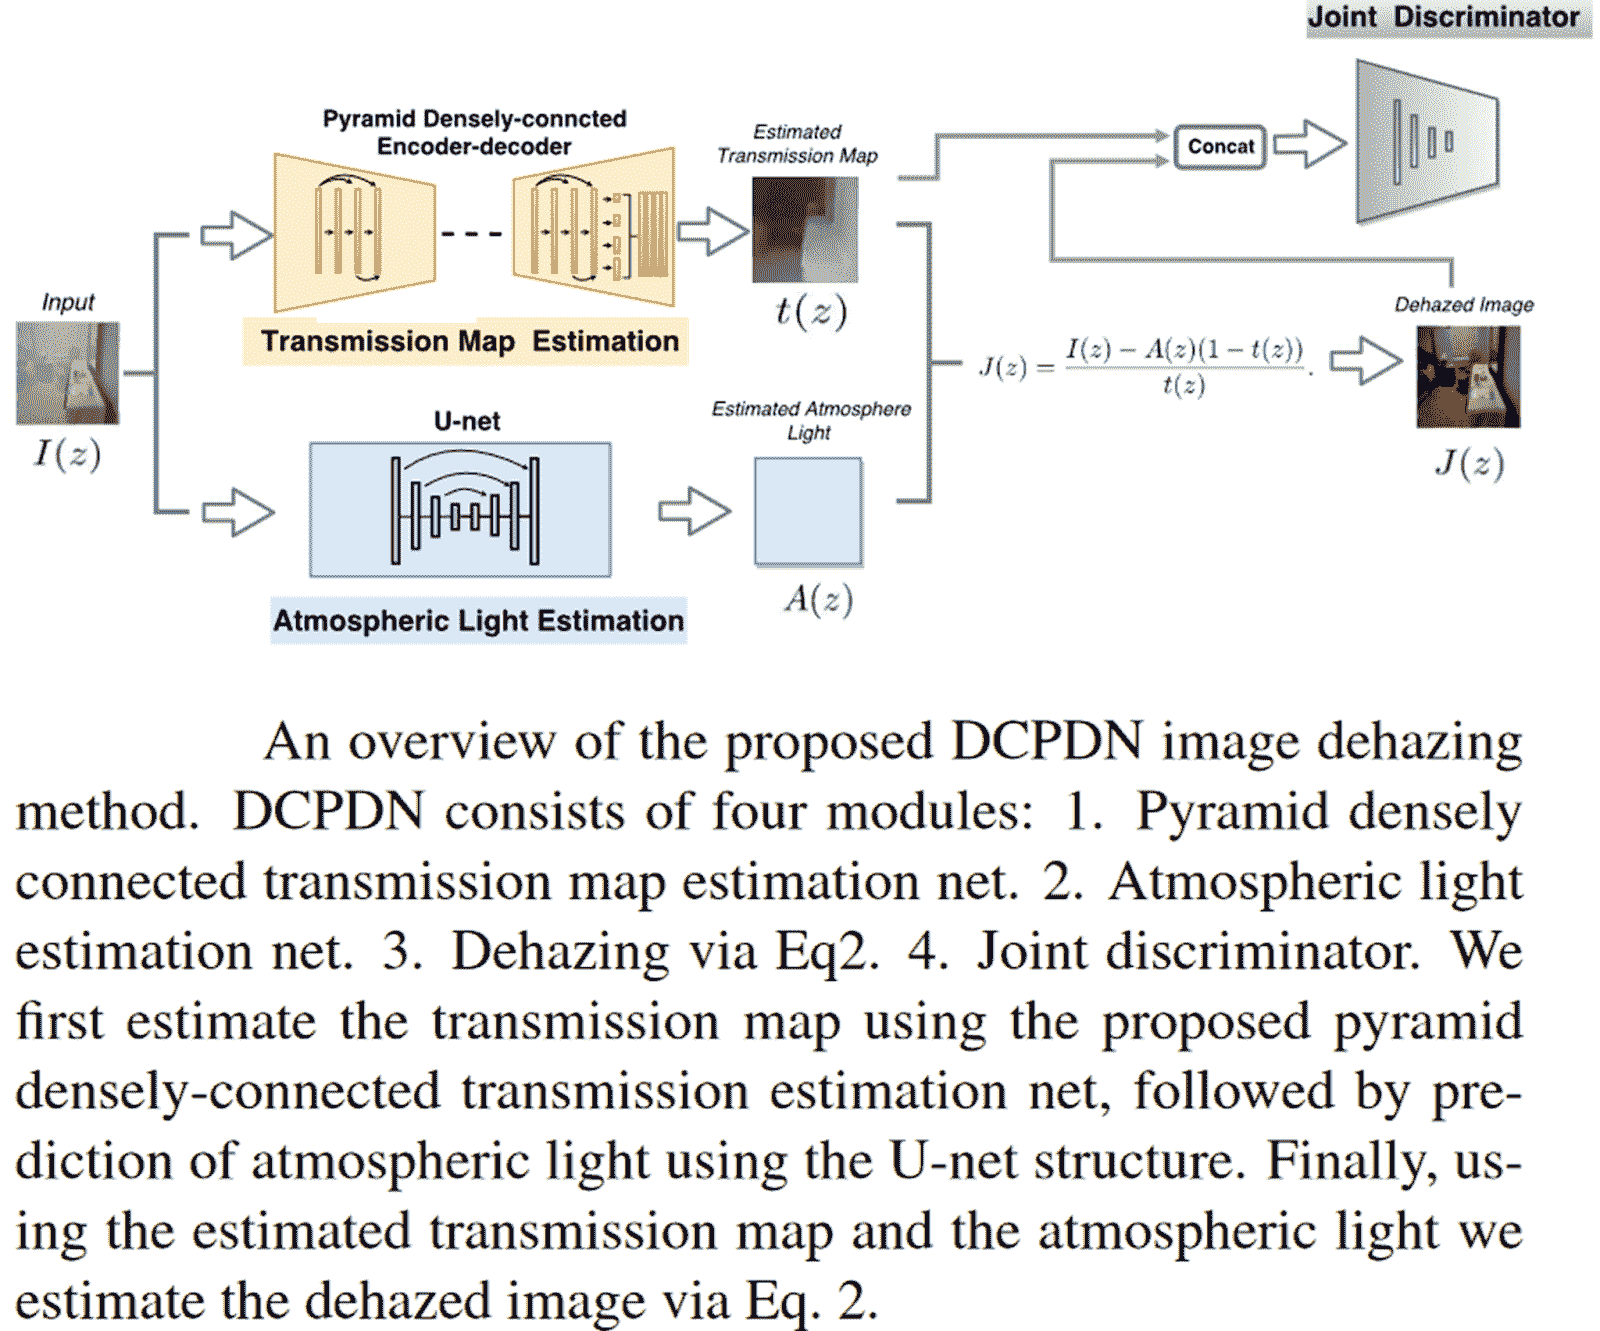 Joint Discriminator
Pyramid Densely-conncted
Encoder-decoder
Estimated
Transmission Map
Concat
t(z)
Input
I(z)
Transmission Map Estimation
Dehazed Image
J(z) = \frac{I(z) − A(z)(1 − t(z))}{t(z)}.
J(z)
U-net
Estimated Atmosphere
Light
A(z)
Atmospheric Light Estimation
An overview of the proposed DCPDN image dehazing
method. DCPDN consists of four modules: 1. Pyramid densely
connected transmission map estimation net. 2. Atmospheric light
estimation net. 3. Dehazing via Eq2. 4. Joint discriminator. We
first estimate the transmission map using the proposed pyramid
densely-connected transmission estimation net, followed by pre-
diction of atmospheric light using the U-net structure. Finally, us-
ing the estimated transmission map and the atmospheric light we
estimate the dehazed image via Eq. 2.